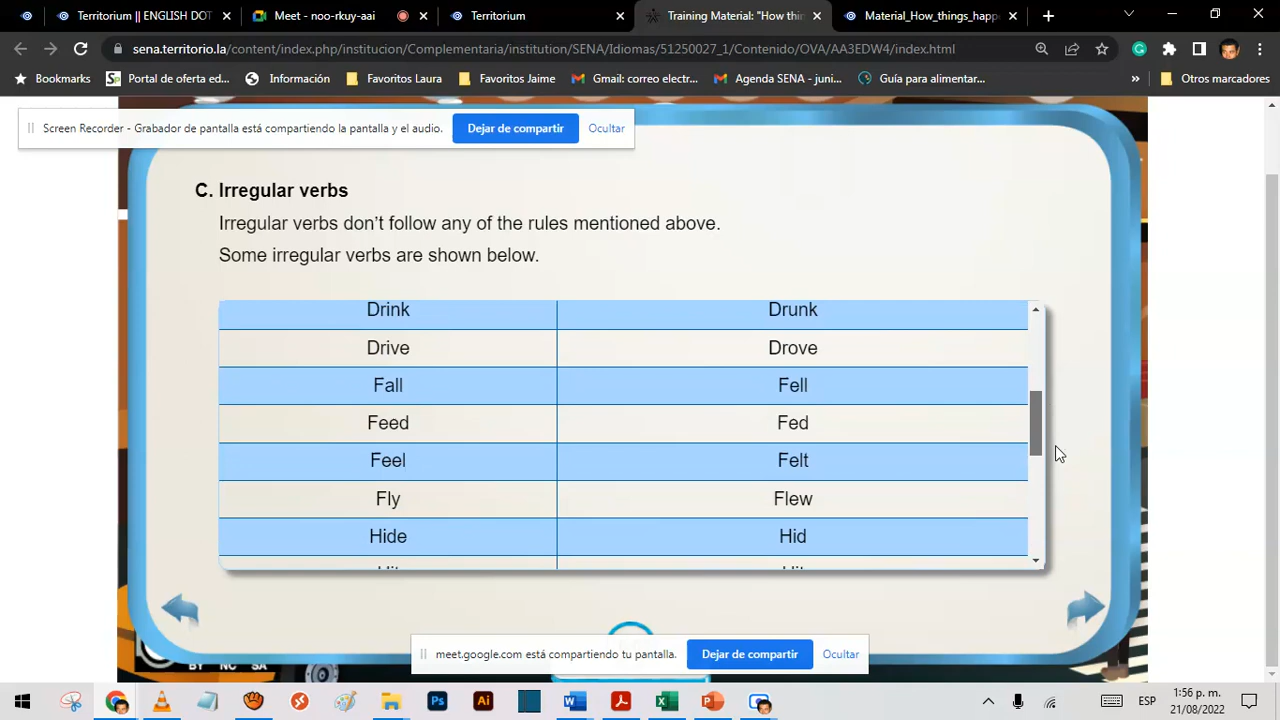 Territorium || ENGLISH DOT
Meet - noo-rkuy-aai
Territorium
Training Material: "How thin
Material_How_things_happ
sena.territorio.la/content/index.php/institucion/Complementaria/institution/SENA/Idiomas/51250027_1/Contenido/OVA/AA3EDW4/index.html
Bookmarks
Portal de oferta ed...
Información
Favoritos Laura
Favoritos Jaime
Gmail: correo electr...
Agenda SENA - juni...
Guía para alimentar...
»
Otros marcadores
Screen Recorder - Grabador de pantalla está compartiendo la pantalla y el audio.
Dejar de compartir
Ocultar
C. Irregular verbs
Irregular verbs don't follow any of the rules mentioned above.
Some irregular verbs are shown below.
Drink Drunk
Drive Drove
Fall Fell
Feed Fed
Feel Felt
Fly Flew
Hide Hid
meet.google.com está compartiendo tu pantalla.
Dejar de compartir
Ocultar
BY NC SA
ESP
1:56 p. m.
21/08/2022